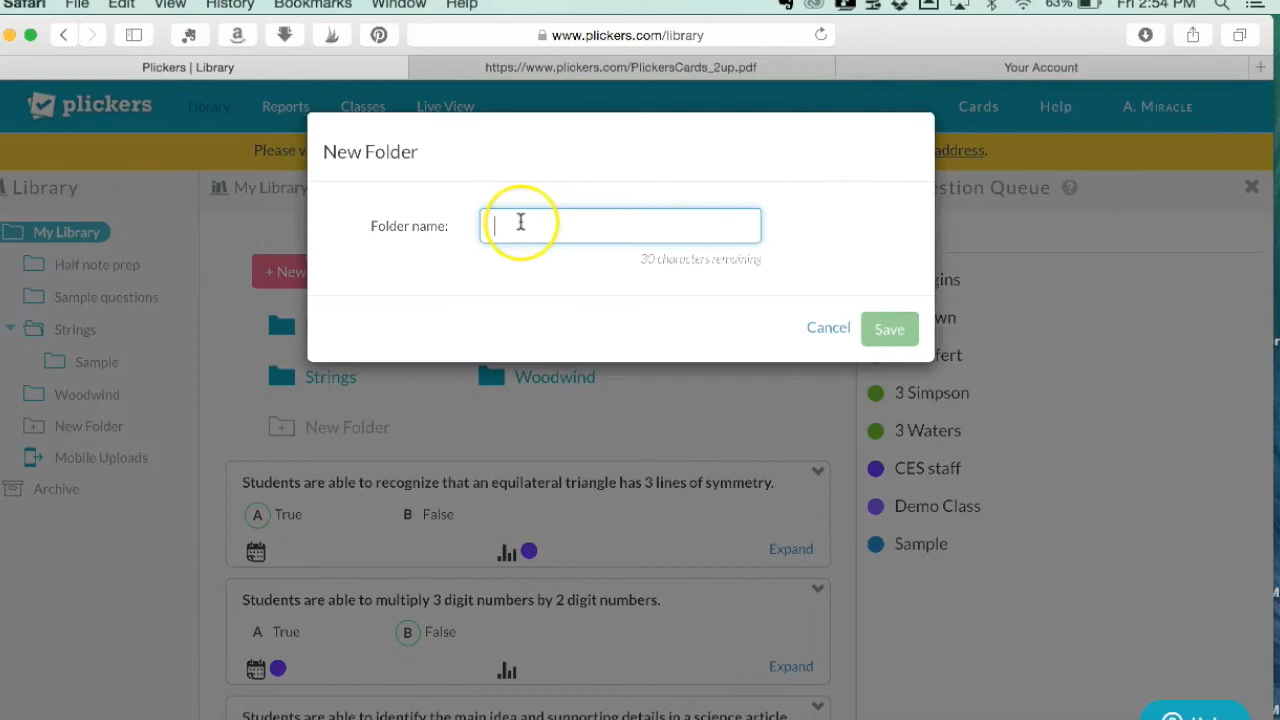 Safari File Edit View History Bookmarks Window Help 63% Fri 2:54 PM
www.plickers.com/library
Plickers | Library https://www.plickers.com/PlickersCards_2up.pdf Your Account
plickers Library Reports Classes Live View Cards Help A. MIRACLE
Please address.
Library My Library Question Queue
New Folder
Folder name:
30 characters remaining
Cancel Save
My Library
Half note prep
Sample questions
Strings
Sample
Woodwind
New Folder
Mobile Uploads
Archive
+ New
Strings Woodwind
New Folder
Students are able to recognize that an equilateral triangle has 3 lines of symmetry.
A True B False
Expand
Students are able to multiply 3 digit numbers by 2 digit numbers.
A True B False
Expand
Students are able to identify the main idea and supporting details in a science article
3 Simpson
3 Waters
CES staff
Demo Class
Sample